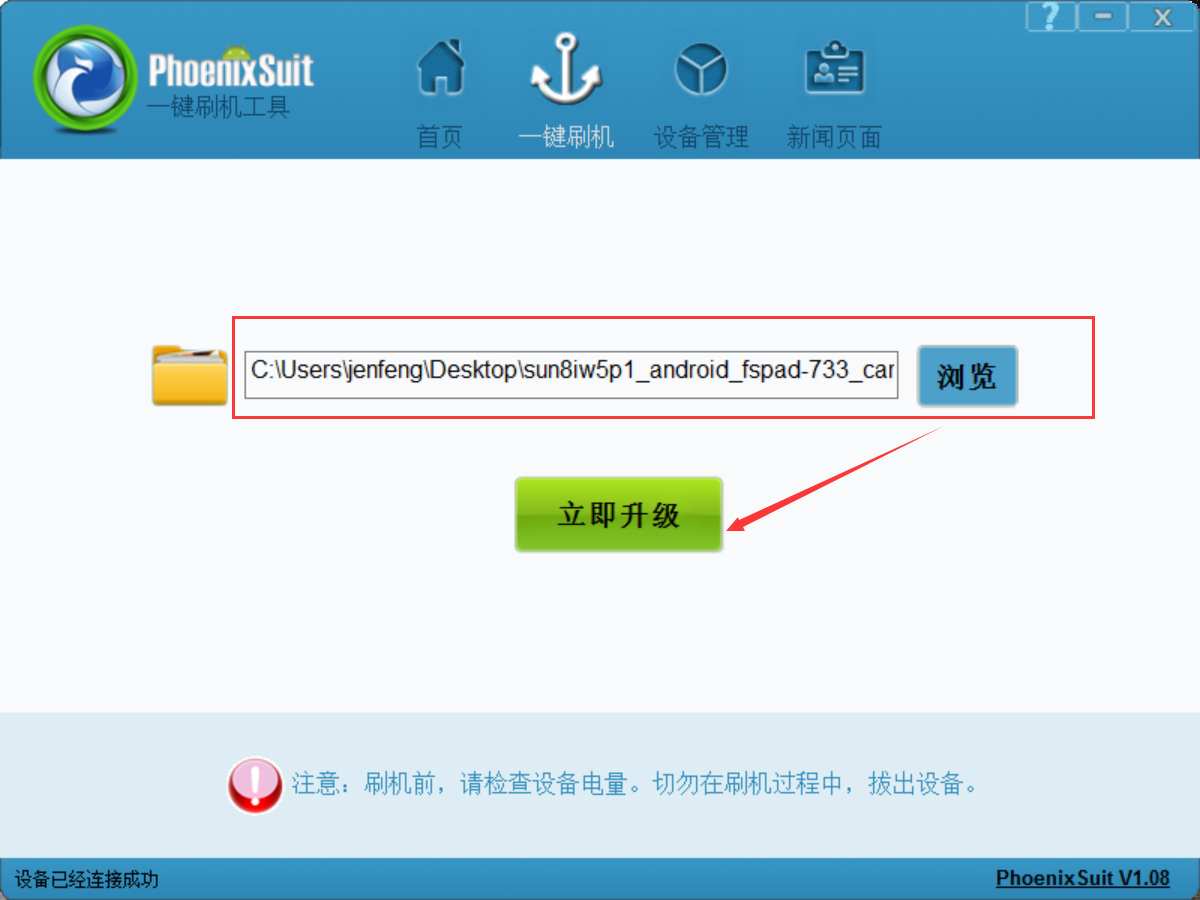 ?
X
PhoenixSuit
一键刷机工具
首页
一键刷机
设备管理
新闻页面
C:\Users\jenfeng\Desktop\sun8iw5p1_android_fspad-733_car
浏览
立即升级
注意：刷机前，请检查设备电量。切勿在刷机过程中，拔出设备。
设备已经连接成功
PhoenixSuit V1.08